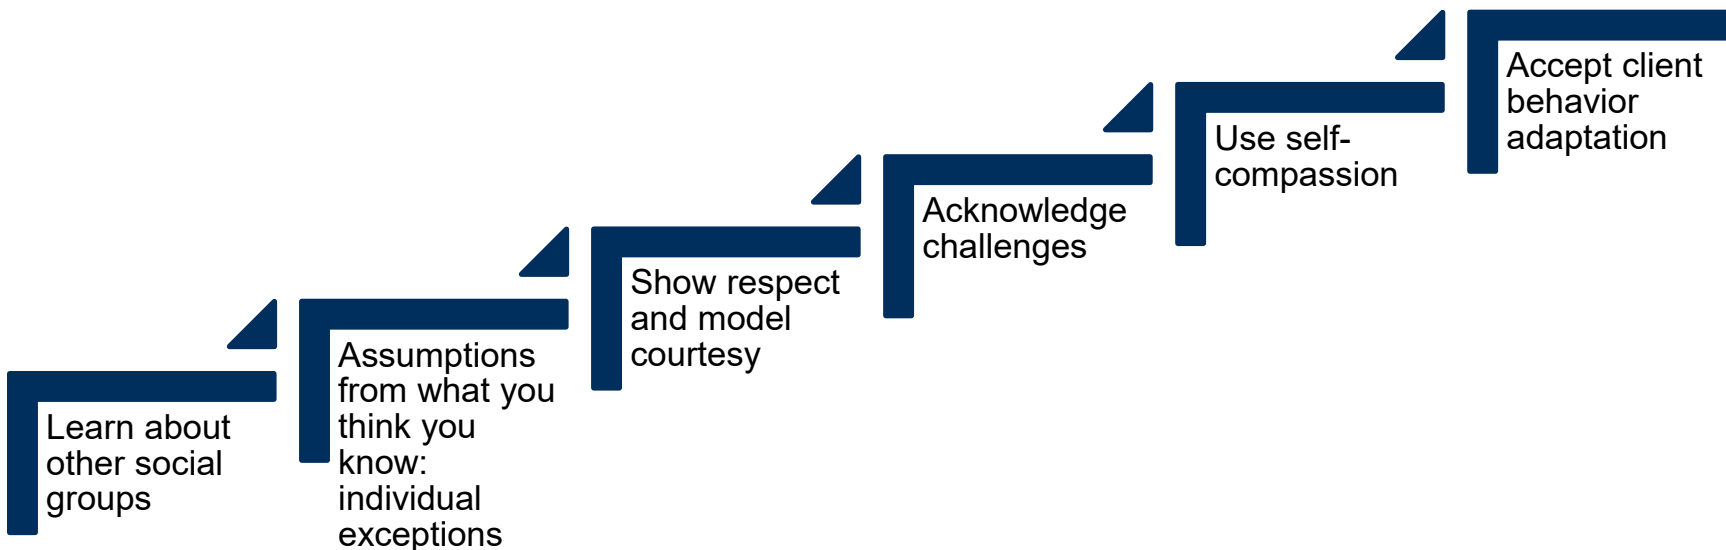 Learn about
other social
groups
Assumptions
from what you
think you
know:
individual
exceptions
Show respect
and model
courtesy
Acknowledge
challenges
Use self-
compassion
Accept client
behavior
adaptation